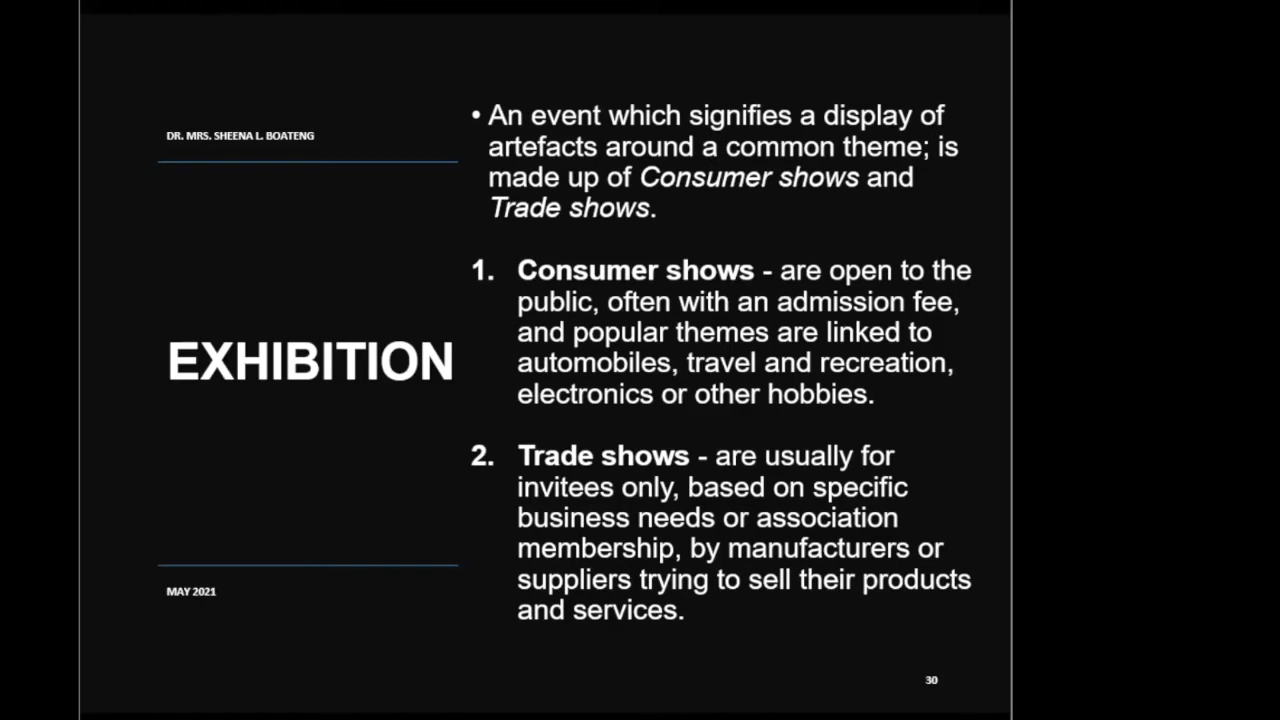 DR. MRS. SHEENA L. BOATENG
EXHIBITION
MAY 2021
• An event which signifies a display of
artefacts around a common theme; is
made up of Consumer shows and
Trade shows.
1. Consumer shows - are open to the
public, often with an admission fee,
and popular themes are linked to
automobiles, travel and recreation,
electronics or other hobbies.
2. Trade shows - are usually for
invitees only, based on specific
business needs or association
membership, by manufacturers or
suppliers trying to sell their products
and services.
30